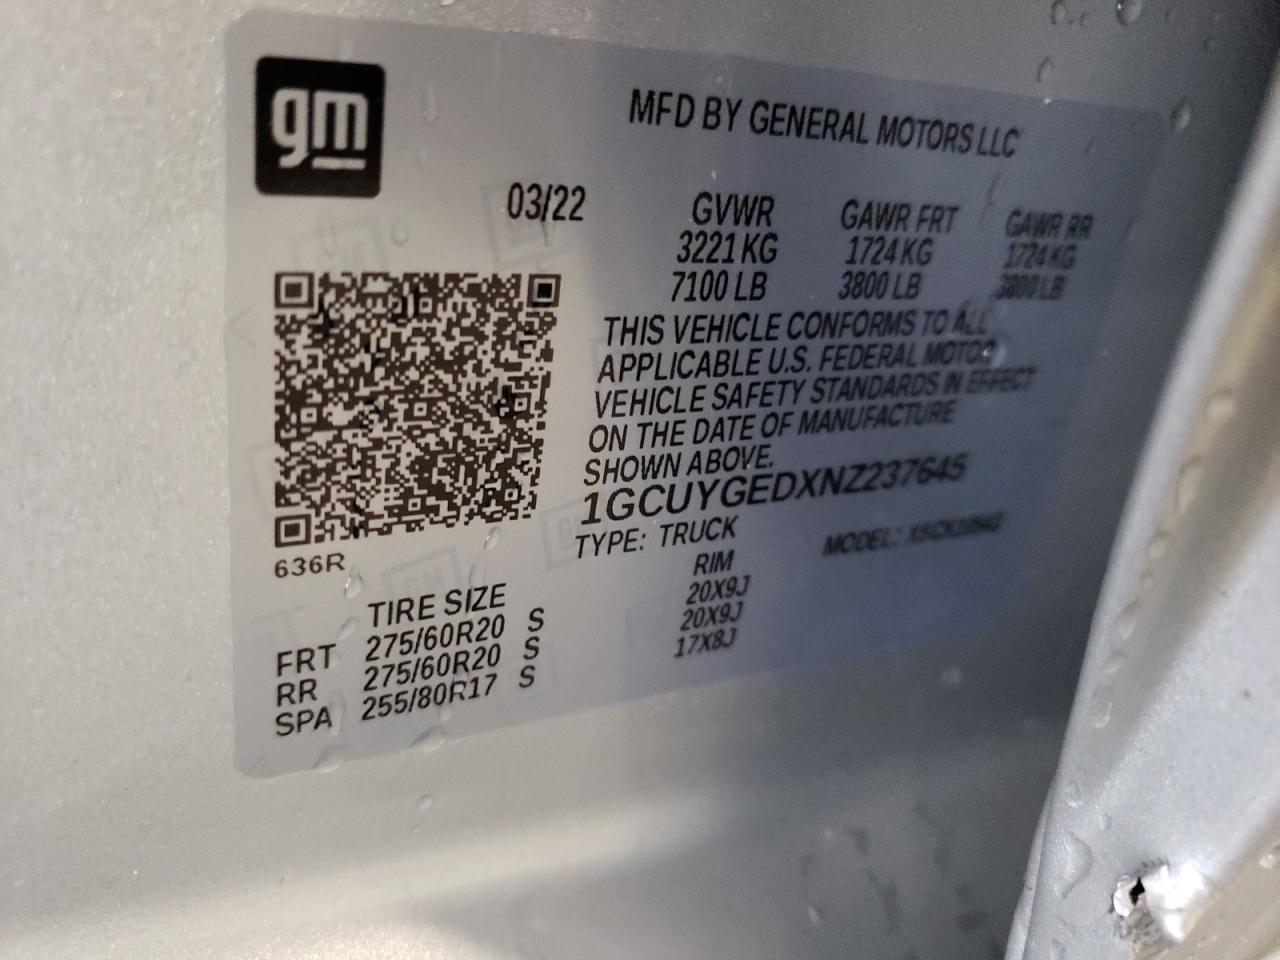 gm
MFD BY GENERAL MOTORS LLC
03/22 GVWR GAWR FRT GAWR RR
3221 KG 1724 KG 1724 KG
7100 LB 3800 LB 3800 LB
THIS VEHICLE CONFORMS TO ALL
APPLICABLE U.S. FEDERAL MOTOR
VEHICLE SAFETY STANDARDS IN EFFECT
ON THE DATE OF MANUFACTURE
SHOWN ABOVE.
1GCUYGEDXNZ237645
TYPE: TRUCK MODEL:
636R
TIRE SIZE RIM
FRT 275/60R20 S 20X9J
RR 275/60R20 S 20X9J
SPA 255/80R17 S 17X8J